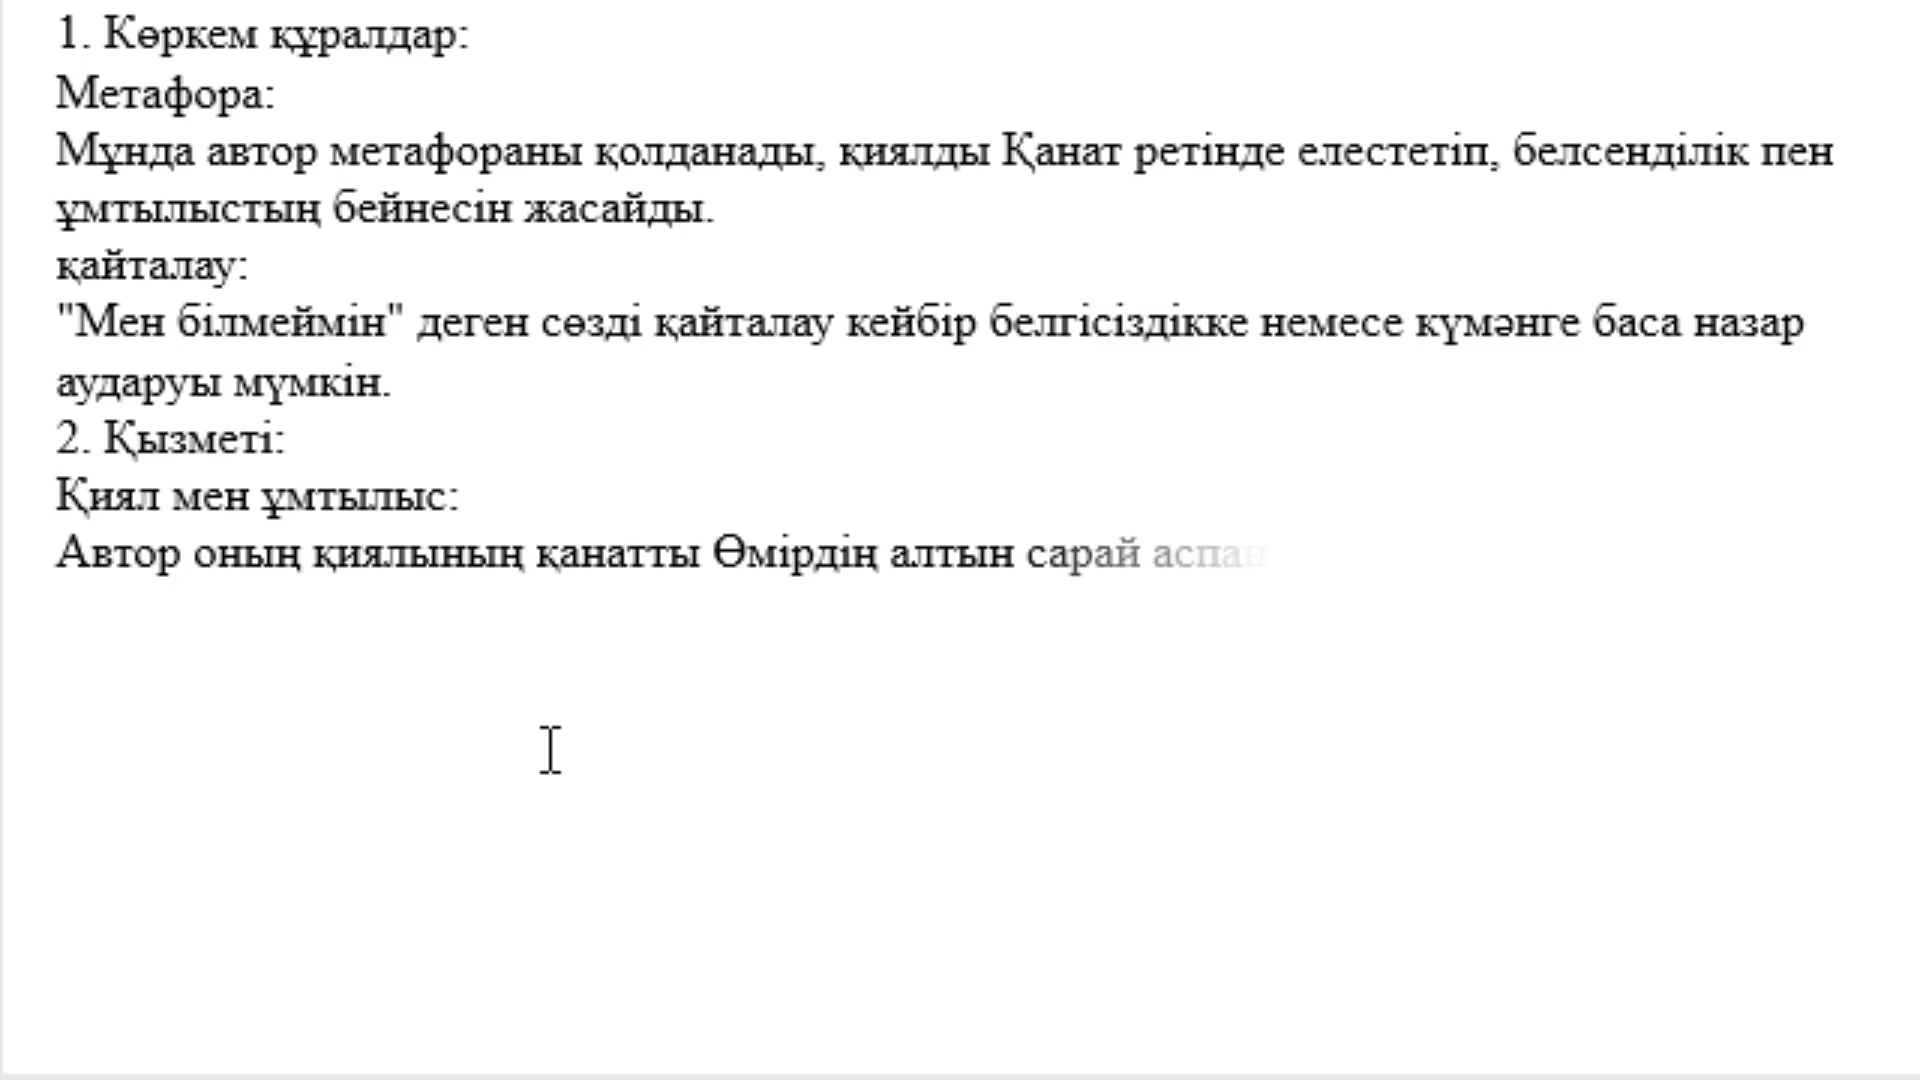 1. Көркем құралдар:
Метафора:
Мұнда автор метафораны қолданады, қиялды Қанат ретінде елестетіп, белсенділік пен
ұмтылыстың бейнесін жасайды.
қайталау:
"Мен білмеймін" деген сөзді қайталау кейбір белгісіздікке немесе күмәнге баса назар
аударуы мүмкін.
2. Қызметі:
Қиял мен ұмтылыс:
Автор оның қиялының қанатты Өмірдің алтын сарай